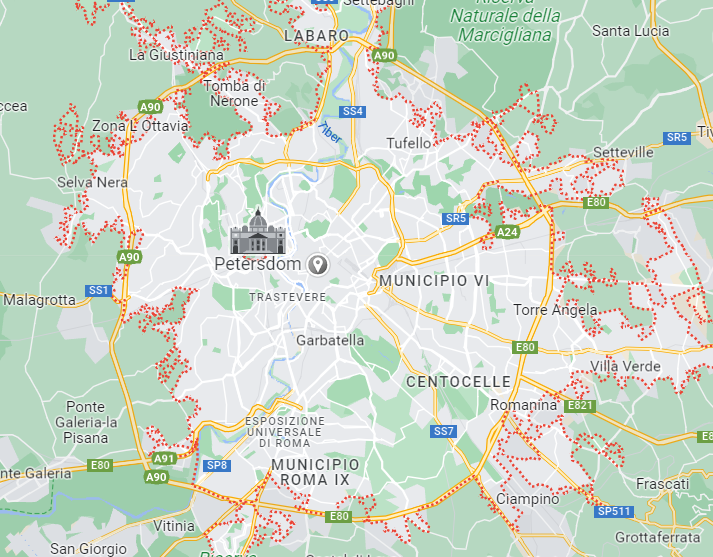 Settebagni
Riserva
Naturale della
Marcigliana
Santa Lucia
LABARO
La Giustiniana
A90
Tomba di
Nerone
A90
SS4
Tiber
Zona L'Ottavia
Tufello
SR5
Setteville
Selva Nera
E80
SR5
A24
A90
Petersdom
MUNICIPIO VI
SS1
Malagrotta
TRASTEVERE
Torre Angela
Garbatella
E80
Villa Verde
CENTOCELLE
Ponte
Galeria-la
Pisana
Romanina
E821
ESPOSIZIONE
UNIVERSALE
DI ROMA
SS7
A91
E80
SP8
MUNICIPIO
ROMA IX
A90
nte Galeria
Frascati
Ciampino
SP511
E80
Vitinia
Grottaferrata
San Giorgio
Riserva